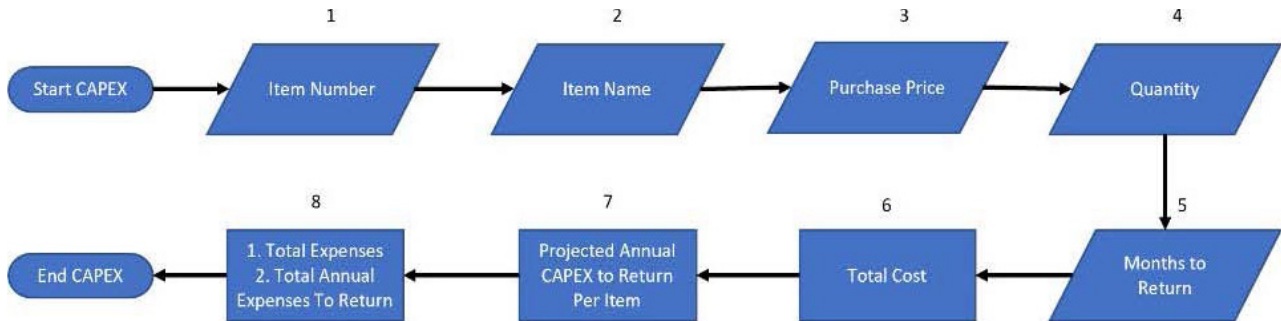 1
2
3
4
Start CAPEX
Item Number
Item Name
Purchase Price
Quantity
5
Months to
Return
6
Total Cost
7
Projected Annual
CAPEX to Return
Per Item
8
1. Total Expenses
2. Total Annual
Expenses To Return
End CAPEX